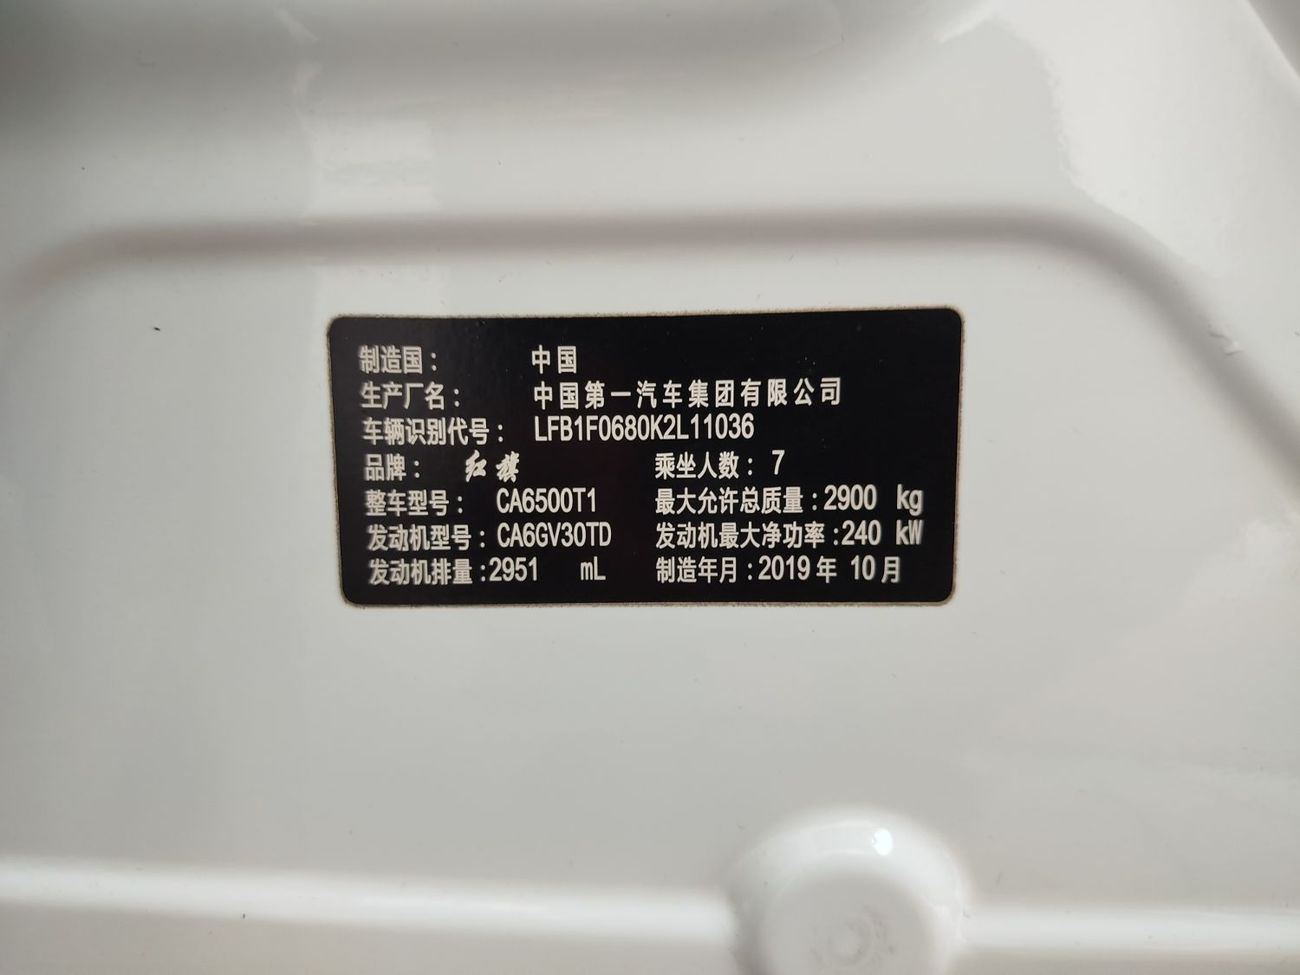 制造国： 中国
生产厂名： 中国第一汽车集团有限公司
车辆识别代号： LFB1F0680K2L11036
品牌： 红旗 乘坐人数： 7
整车型号： CA6500T1 最大允许总质量：2900 kg
发动机型号：CA6GV30TD 发动机最大净功率：240 kW
发动机排量：2951 mL 制造年月：2019年 10月